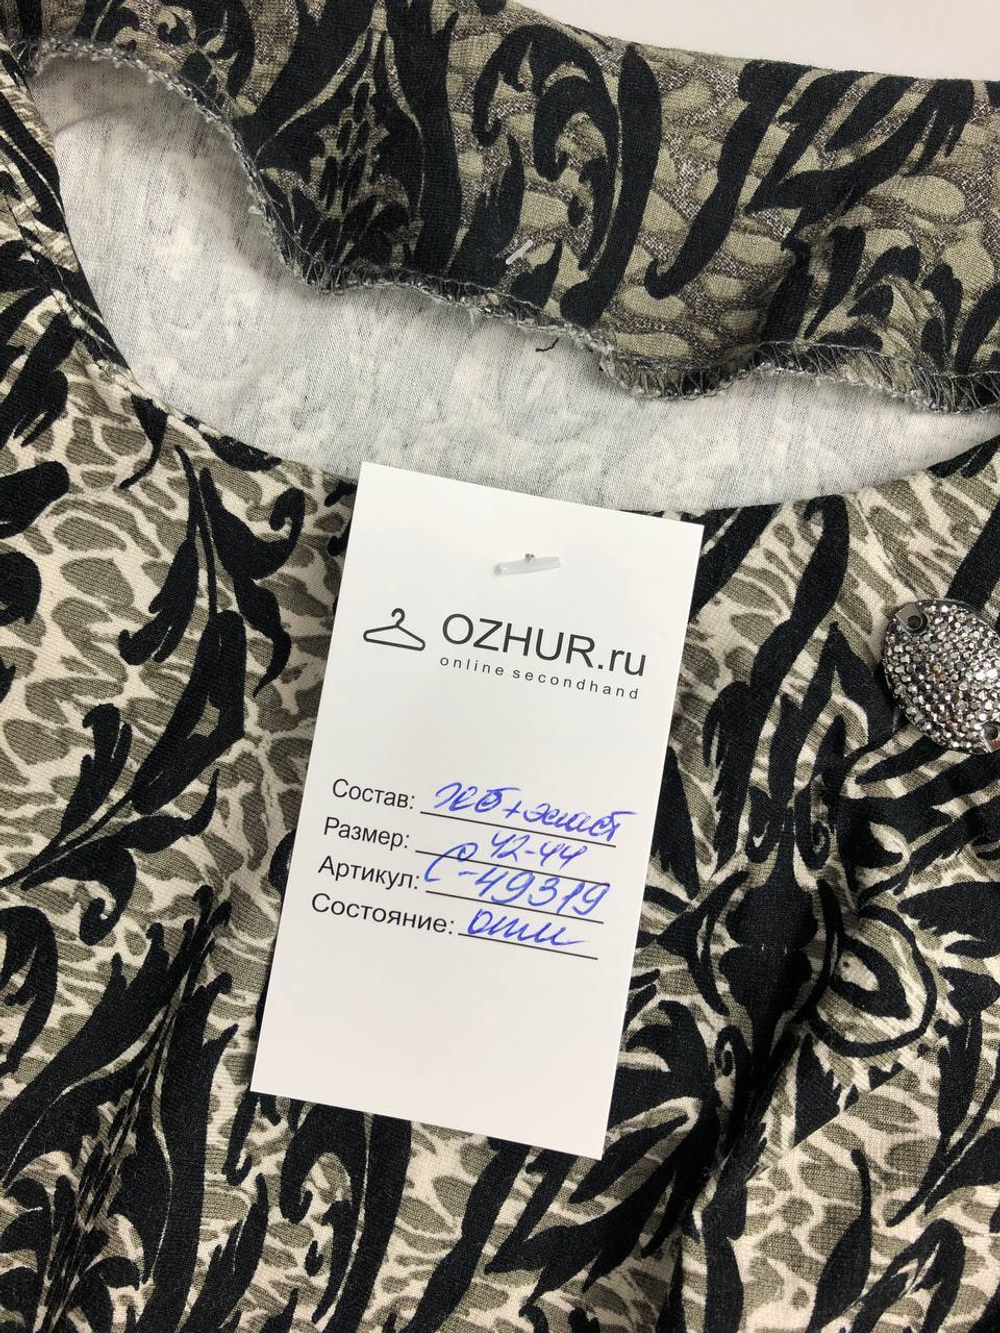 OZHUR.ru
online secondhand
Состав: хб+эласт
Размер: 42-44
Артикул: С-49319
Состояние: отл